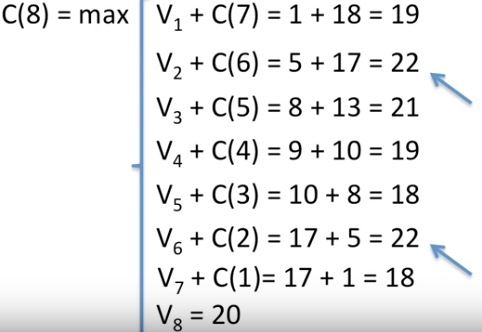 C(8) = max V₁ + C(7) = 1 + 18 = 19
V₂ + C(6) = 5 + 17 = 22
V₃ + C(5) = 8 + 13 = 21
V₄ + C(4) = 9 + 10 = 19
V₅ + C(3) = 10 + 8 = 18
V₆ + C(2) = 17 + 5 = 22
V₇ + C(1)= 17 + 1 = 18
V₈ = 20